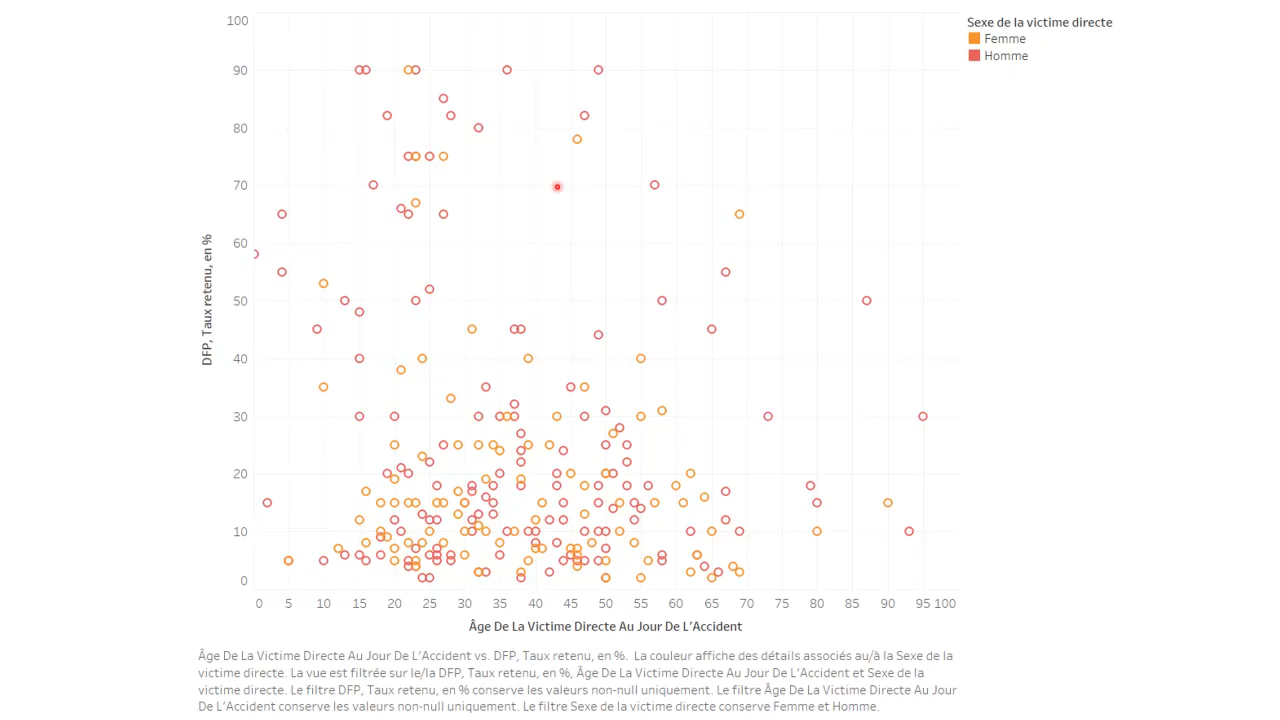 Sexe de la victime directe
Femme
Homme
DFP, Taux retenu, en %
100
90
80
70
60
50
40
30
20
10
0
0 5 10 15 20 25 30 35 40 45 50 55 60 65 70 75 80 85 90 95 100
Âge De La Victime Directe Au Jour De L'Accident
Âge De La Victime Directe Au Jour De L'Accident vs. DFP, Taux retenu, en %. La couleur affiche des détails associés au/à la Sexe de la
victime directe. La vue est filtrée sur le/la DFP, Taux retenu, en %, Âge De La Victime Directe Au Jour De L'Accident et Sexe de la
victime directe. Le filtre DFP, Taux retenu, en % conserve les valeurs non-null uniquement. Le filtre Âge De La Victime Directe Au Jour
De L'Accident conserve les valeurs non-null uniquement. Le filtre Sexe de la victime directe conserve Femme et Homme.